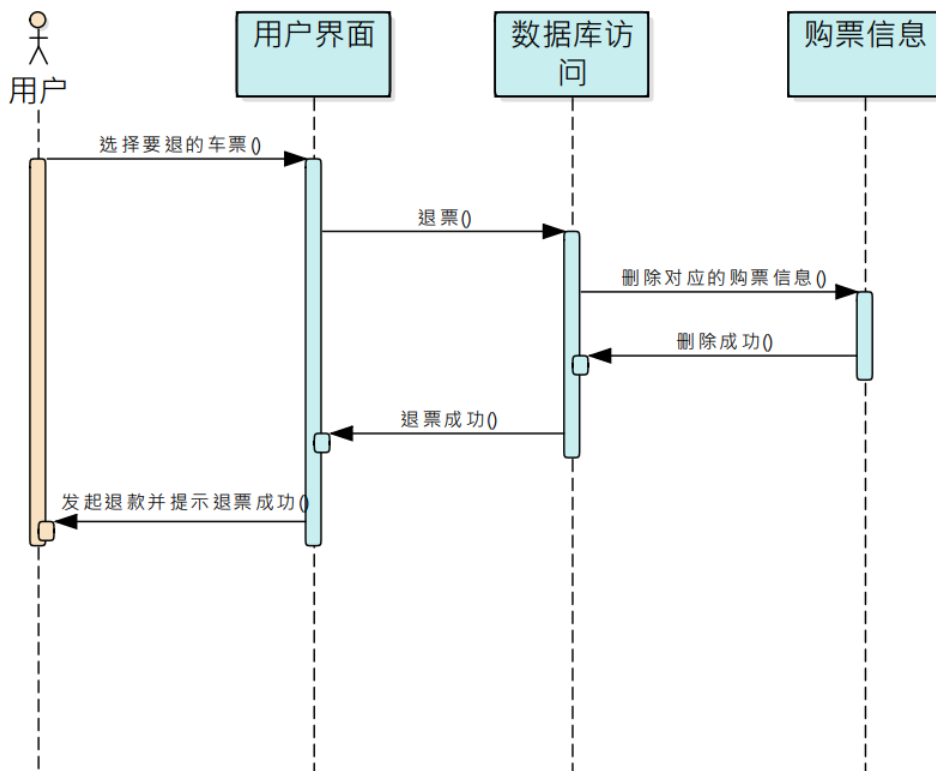 用户
用户界面
数据库访
问
购票信息
选择要退的车票()
退票()
删除对应的购票信息()
删除成功()
退票成功()
发起退款并提示退票成功()